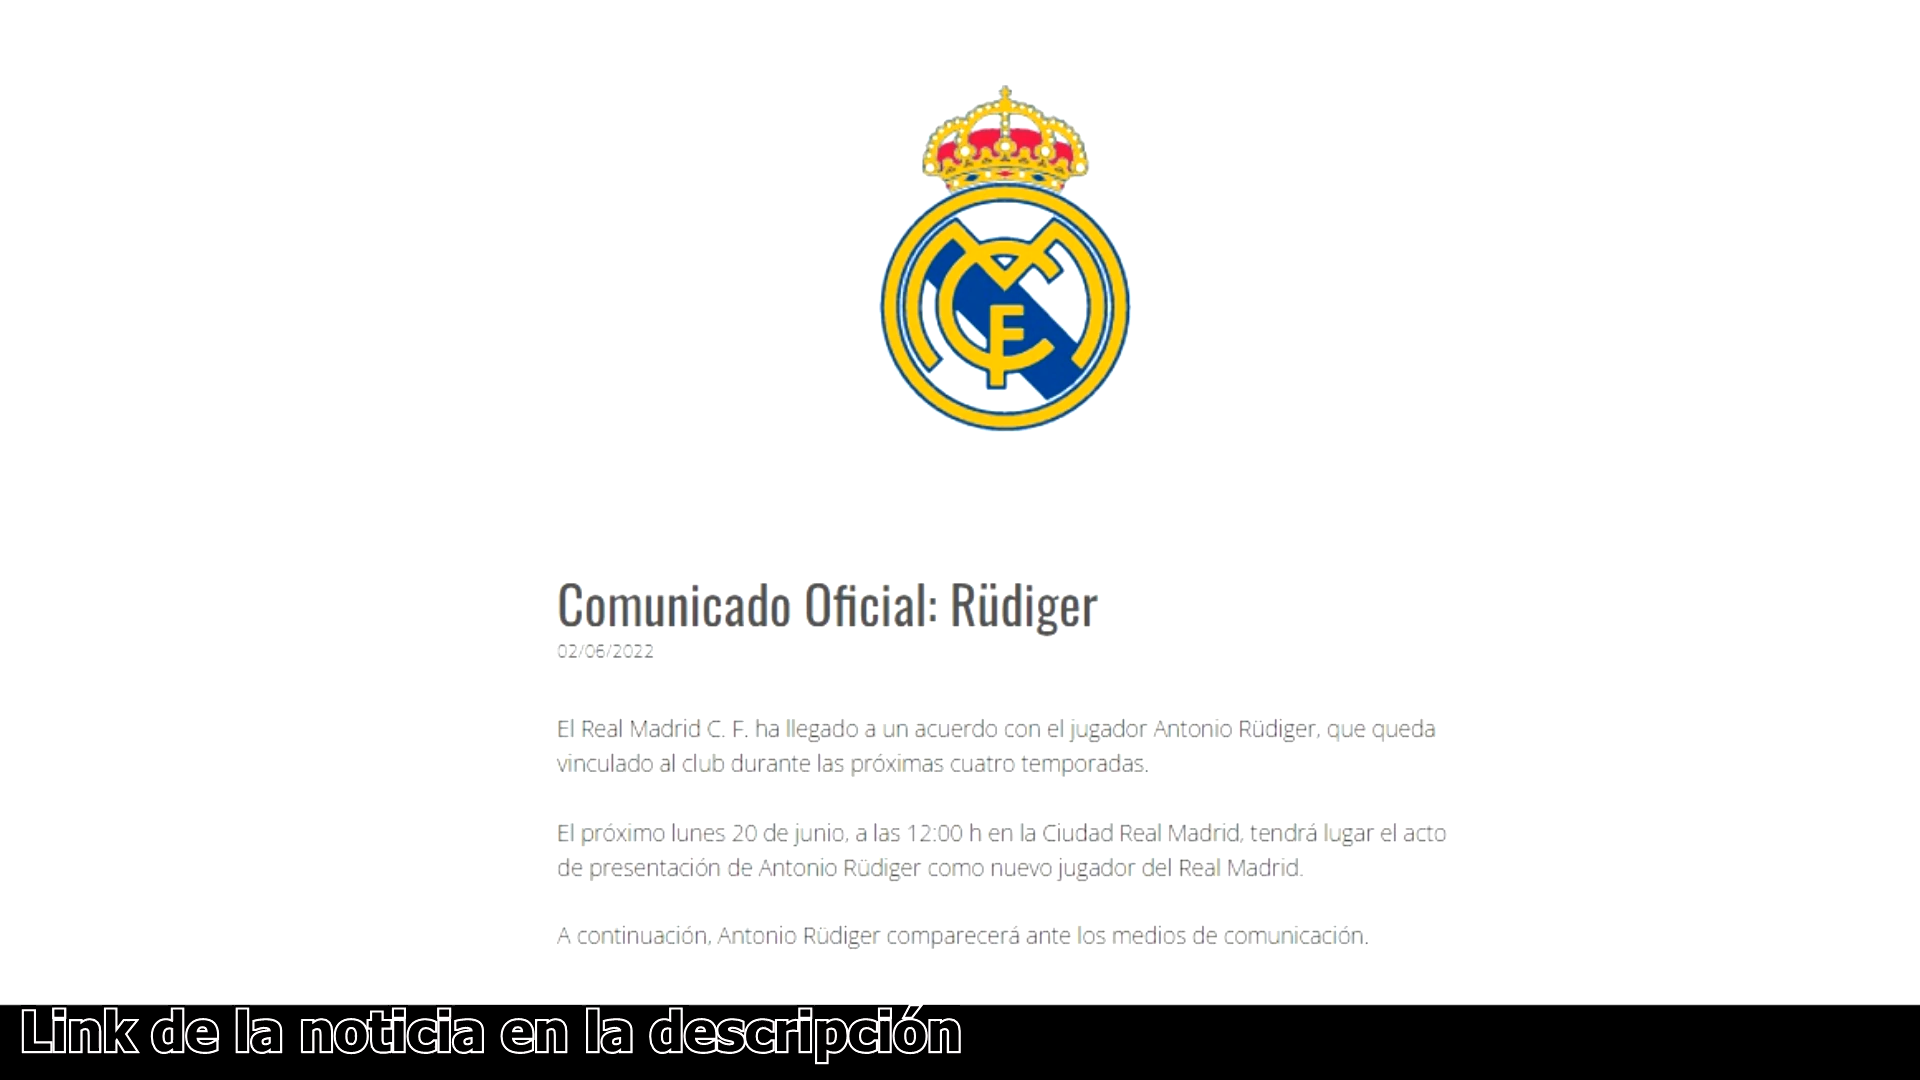 Comunicado Oficial: Rüdiger
02/06/2022
El Real Madrid C. F. ha llegado a un acuerdo con el jugador Antonio Rüdiger, que queda
vinculado al club durante las próximas cuatro temporadas.
El próximo lunes 20 de junio, a las 12:00 h en la Ciudad Real Madrid, tendrá lugar el acto
de presentación de Antonio Rüdiger como nuevo jugador del Real Madrid.
A continuación, Antonio Rüdiger comparecerá ante los medios de comunicación.
Link de la noticia en la descripción